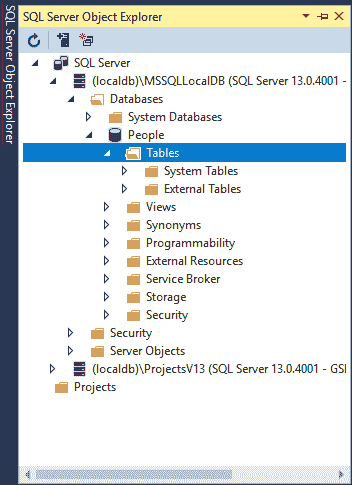 SQL Server Object Explorer
SQL Server Object Explorer
SQL Server
(localdb)\MSSQLLocalDB (SQL Server 13.0.4001 -
Databases
System Databases
People
Tables
System Tables
External Tables
Views
Synonyms
Programmability
External Resources
Service Broker
Storage
Security
Security
Server Objects
(localdb)\ProjectsV13 (SQL Server 13.0.4001 - GSI
Projects